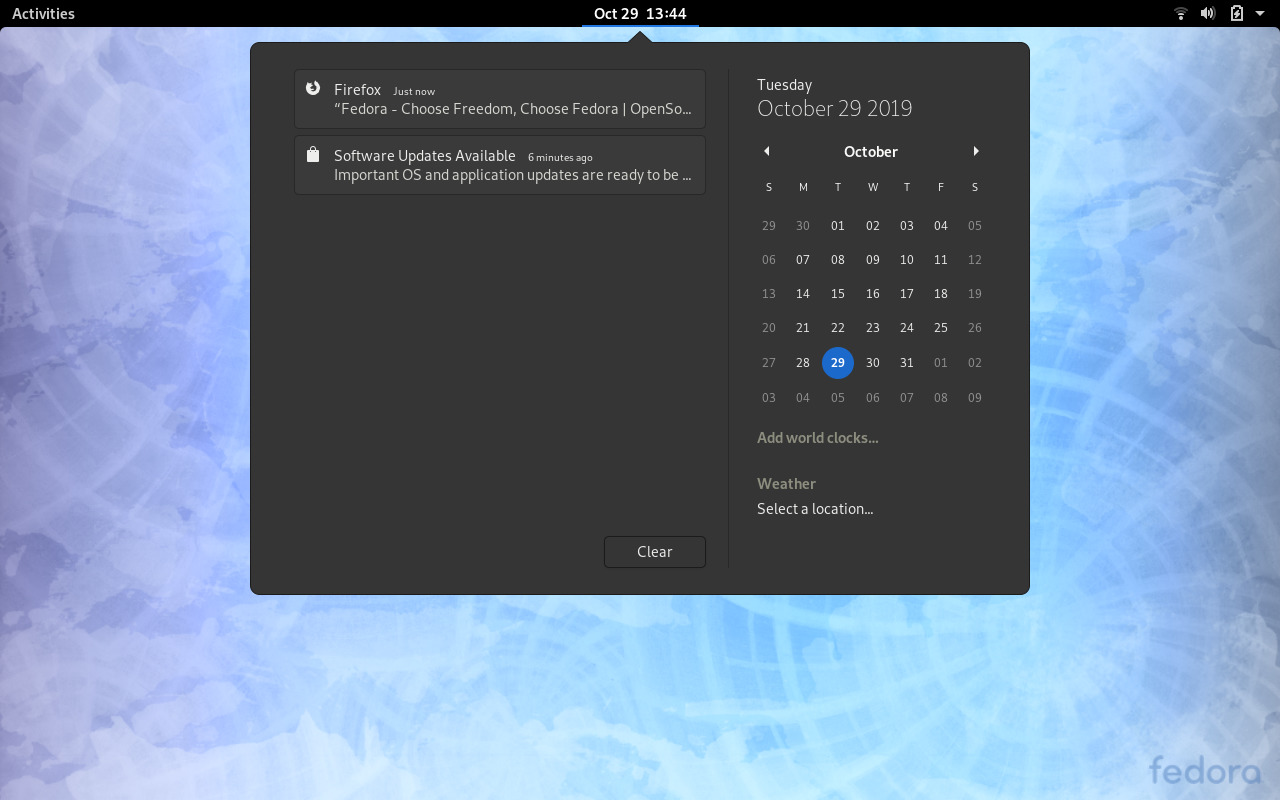 Activities
Oct 29 13:44
Firefox Just now
“Fedora - Choose Freedom, Choose Fedora | OpenSo...
Software Updates Available 6 minutes ago
Important OS and application updates are ready to be ...
Clear
Tuesday
October 29 2019
October
S M T W T F S
29 30 01 02 03 04 05
06 07 08 09 10 11 12
13 14 15 16 17 18 19
20 21 22 23 24 25 26
27 28 29 30 31 01 02
03 04 05 06 07 08 09
Add world clocks...
Weather
Select a location...
fedora